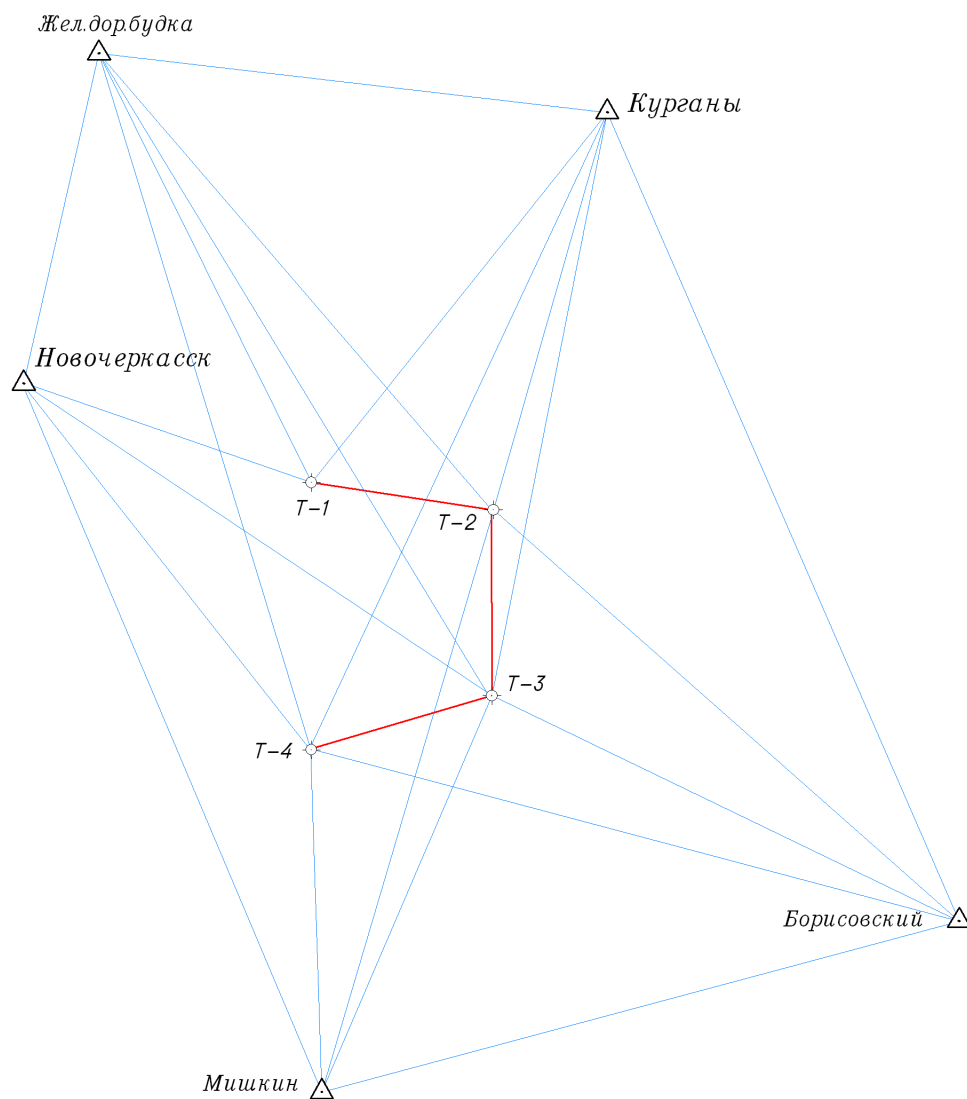 Жел.дор.будка
Курганы
Новочеркасск
Т-1
Т-2
Т-3
Т-4
Борисовский
Мишкин